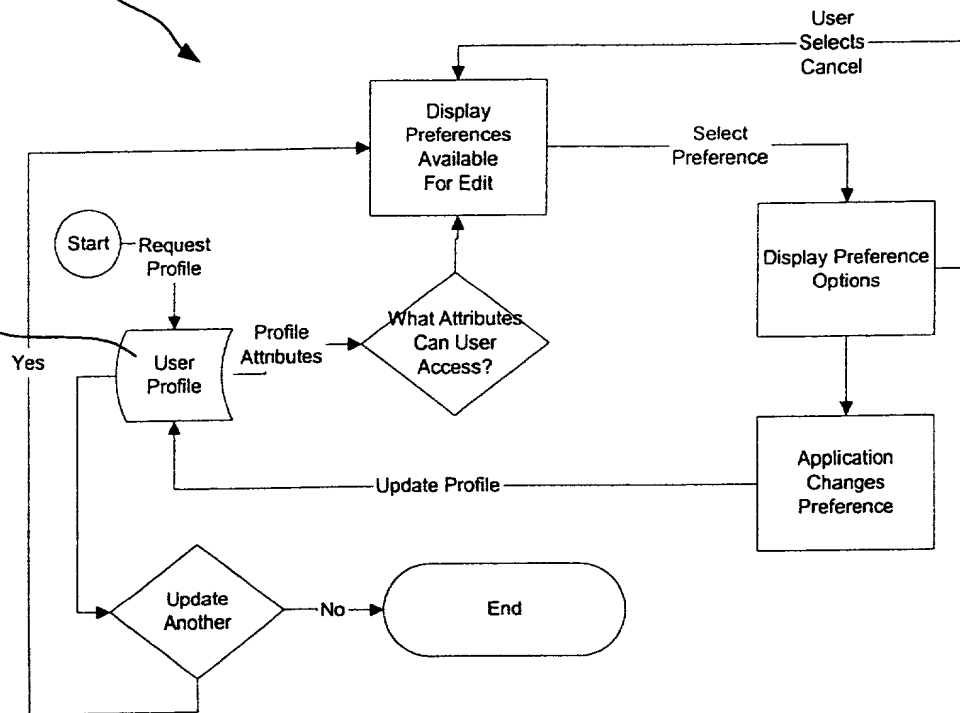 User
Selects
Cancel
Display
Preferences
Available
For Edit
Select
Preference
Start
Request
Profile
Display Preference
Options
What Attributes
Can User
Access?
Profile
Attributes
User
Profile
Yes
Application
Changes
Preference
Update Profile
Update
Another
No
End